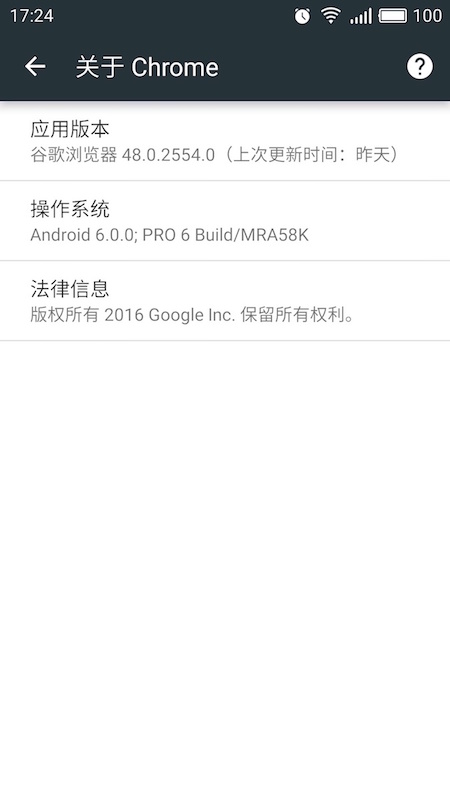 17:24
100
关于 Chrome
?
应用版本
谷歌浏览器 48.0.2554.0（上次更新时间：昨天）
操作系统
Android 6.0.0; PRO 6 Build/MRA58K
法律信息
版权所有 2016 Google Inc. 保留所有权利。